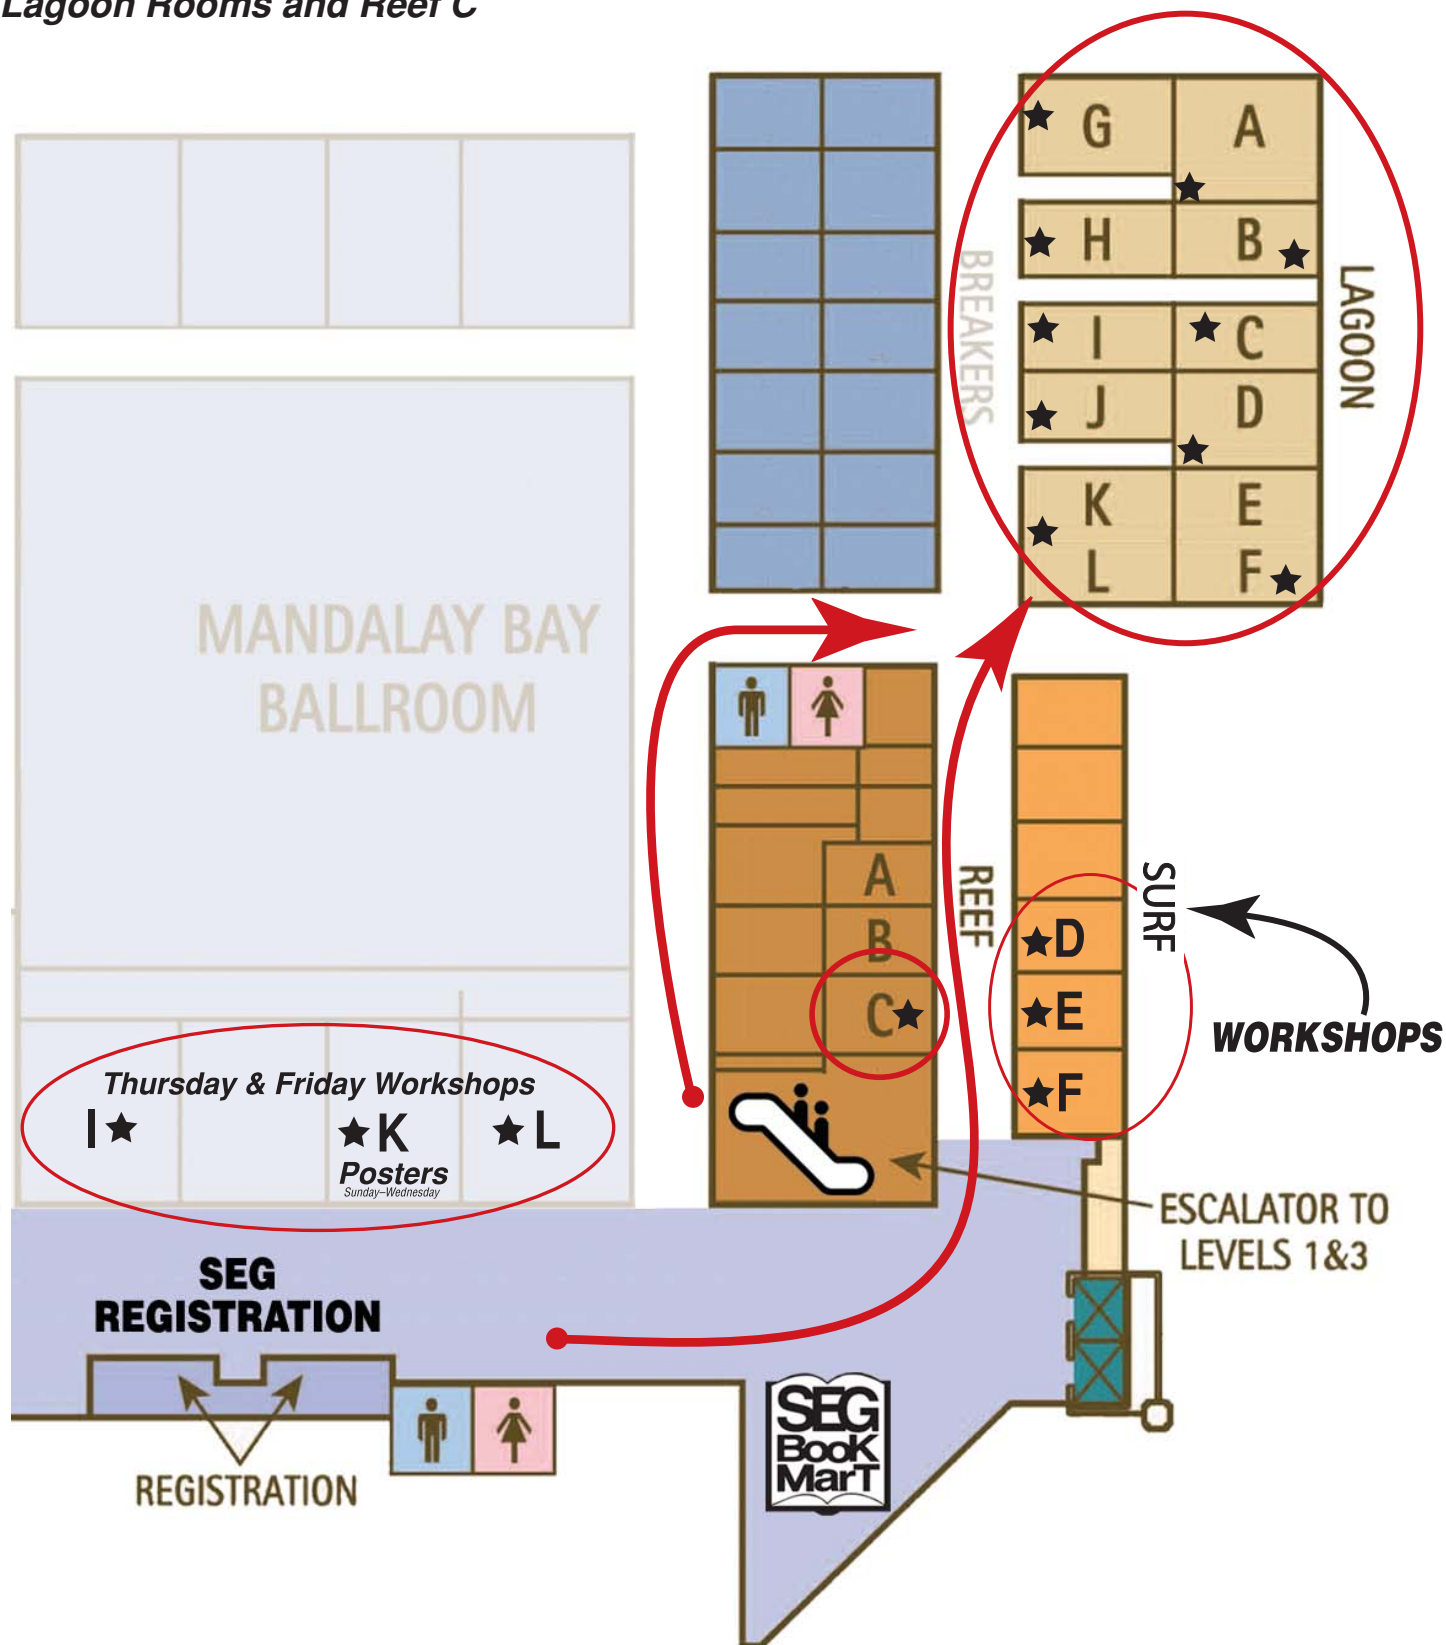 Lagoon Rooms and Reef C
G
A
H
B
I
C
J
D
K
E
L
F
BREAKERS
LAGOON
MANDALAY BAY
BALLROOM
A
B
C
REEF
SURF
D
E
F
WORKSHOPS
Thursday & Friday Workshops
I
K
L
Posters
Sunday–Wednesday
ESCALATOR TO
LEVELS 1&3
SEG
REGISTRATION
REGISTRATION
SEG
BooK
MarT